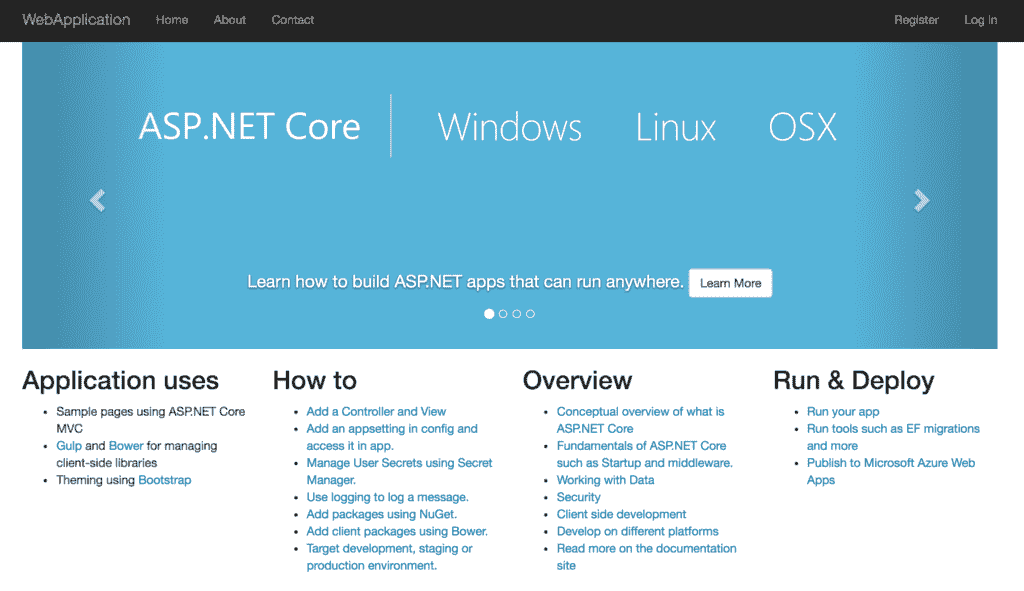 WebApplication Home About Contact Register Log In
ASP.NET Core Windows Linux OSX
Learn how to build ASP.NET apps that can run anywhere. Learn More
Application uses
Sample pages using ASP.NET Core
MVC
Gulp and Bower for managing
client-side libraries
Theming using Bootstrap
How to
Add a Controller and View
Add an appsetting in config and
access it in app.
Manage User Secrets using Secret
Manager.
Use logging to log a message.
Add packages using NuGet.
Add client packages using Bower.
Target development, staging or
production environment.
Overview
Conceptual overview of what is
ASP.NET Core
Fundamentals of ASP.NET Core
such as Startup and middleware.
Working with Data
Security
Client side development
Develop on different platforms
Read more on the documentation
site
Run & Deploy
Run your app
Run tools such as EF migrations
and more
Publish to Microsoft Azure Web
Apps